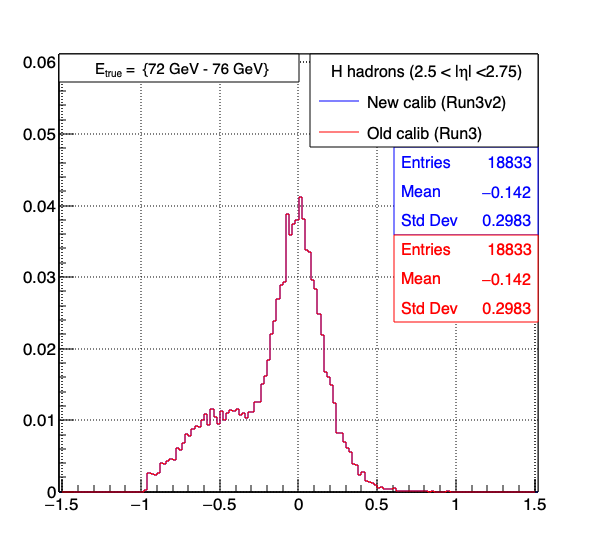 E_true = {72 GeV - 76 GeV}
H hadrons (2.5 < |η| <2.75)
New calib (Run3v2)
Old calib (Run3)
Entries 18833
Mean −0.142
Std Dev 0.2983
Entries 18833
Mean −0.142
Std Dev 0.2983
0.06
0.05
0.04
0.03
0.02
0.01
0
−1.5 −1 −0.5 0 0.5 1 1.5